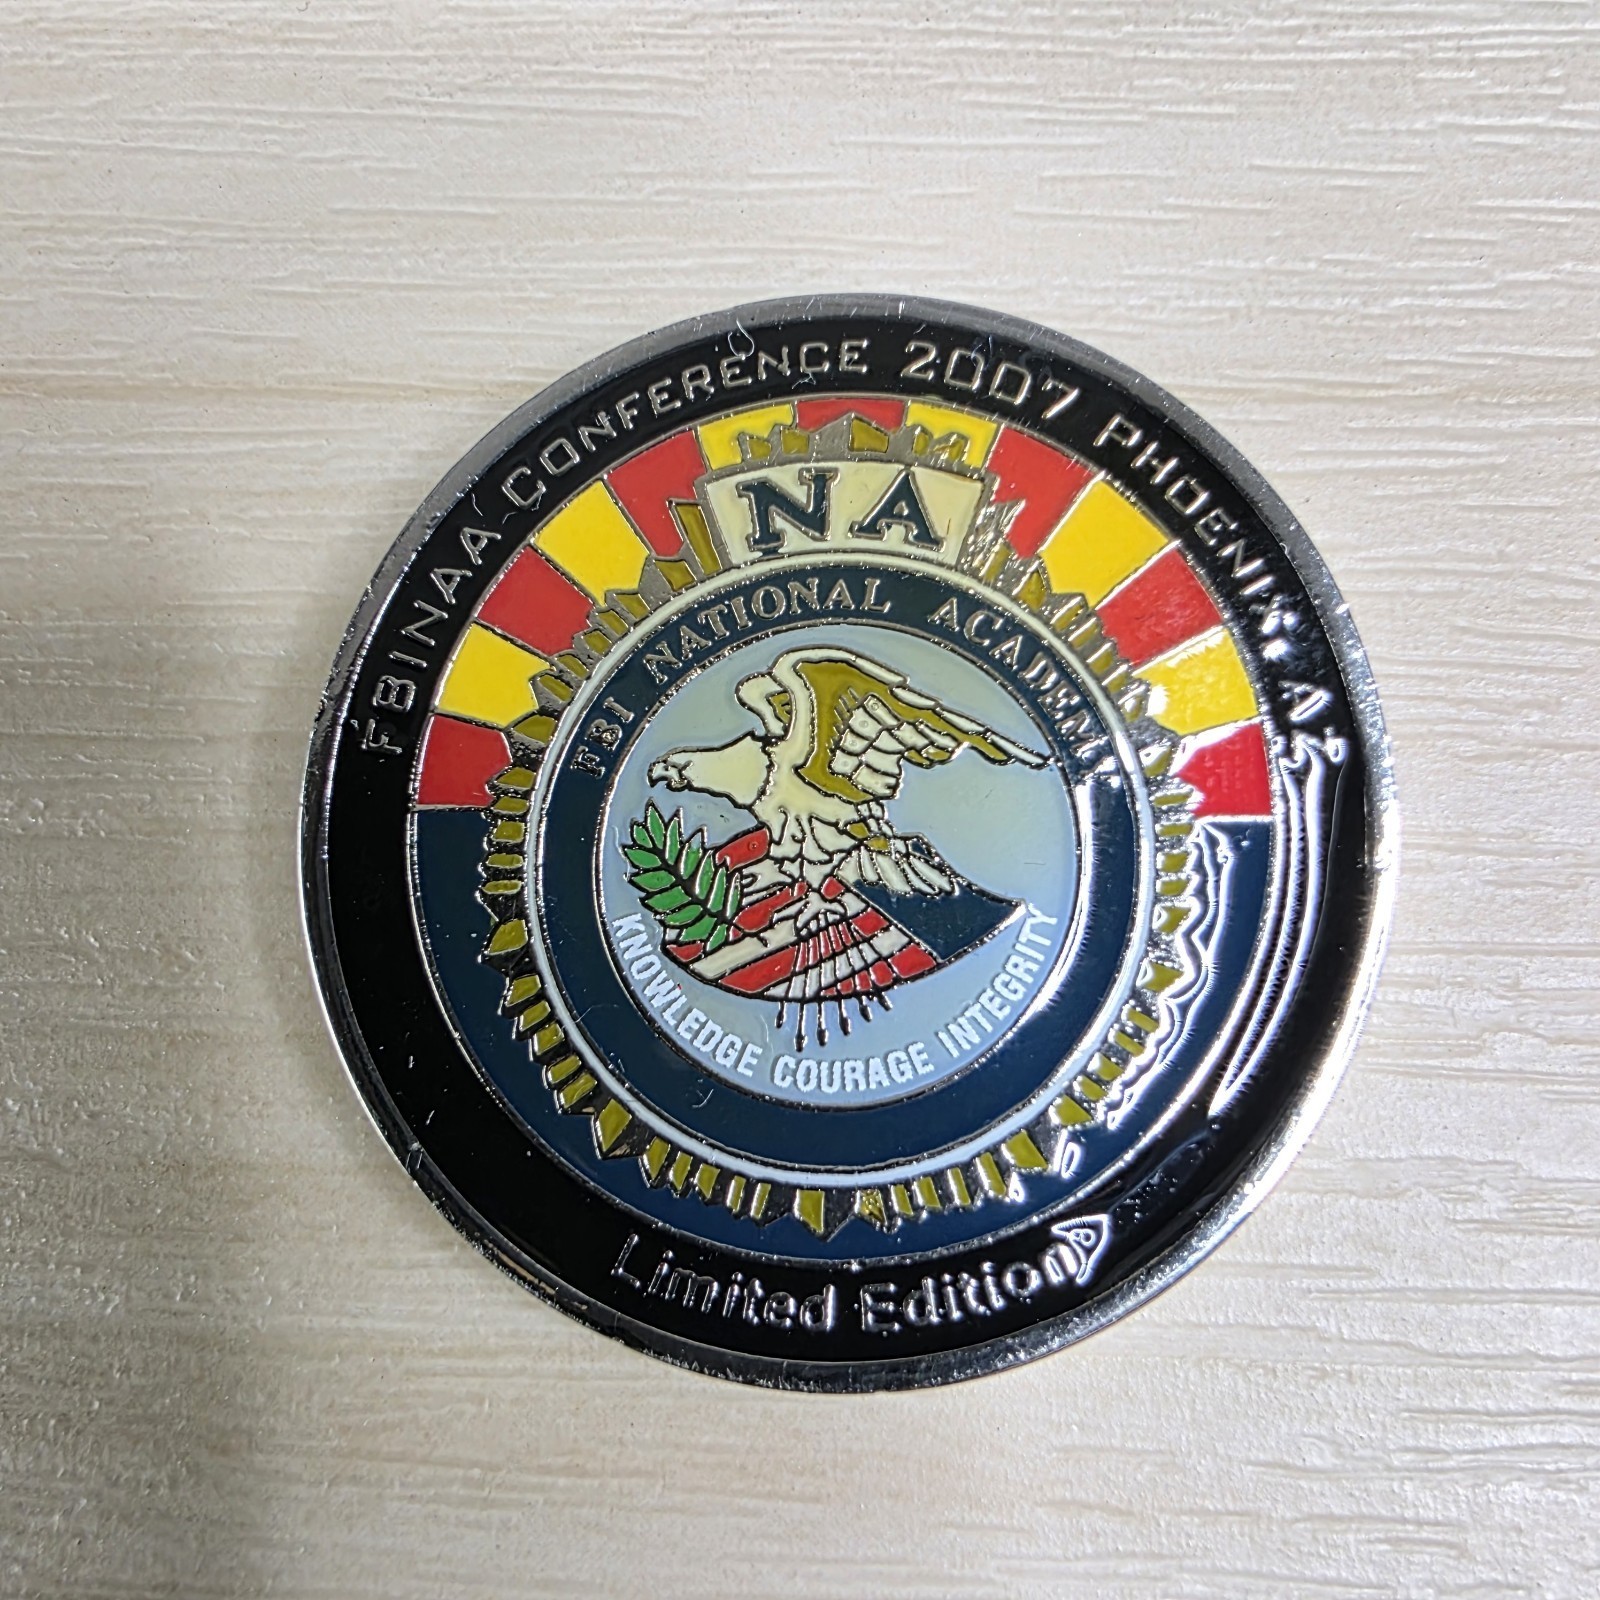 FBINAA CONFERENCE 2007 PHOENIX, AZ
NA
FBI NATIONAL ACADEMY
KNOWLEDGE COURAGE INTEGRITY
Limited Edition